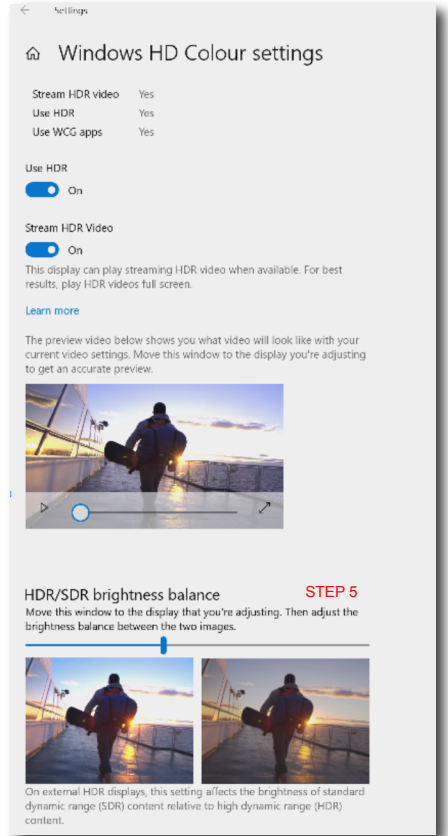 Settings
Windows HD Colour settings
Stream HDR video Yes
Use HDR Yes
Use WCG apps Yes
Use HDR
On
Stream HDR Video
On
This display can play streaming HDR video when available. For best
results, play HDR videos full screen.
Learn more
The preview video below shows you what video will look like with your
current video settings. Move this window to the display you're adjusting
to get an accurate preview.
HDR/SDR brightness balance STEP 5
Move this window to the display that you're adjusting. Then adjust the
brightness balance between the two images.
On external HDR displays, this setting affects the brightness of standard
dynamic range (SDR) content relative to high dynamic range (HDR)
content.